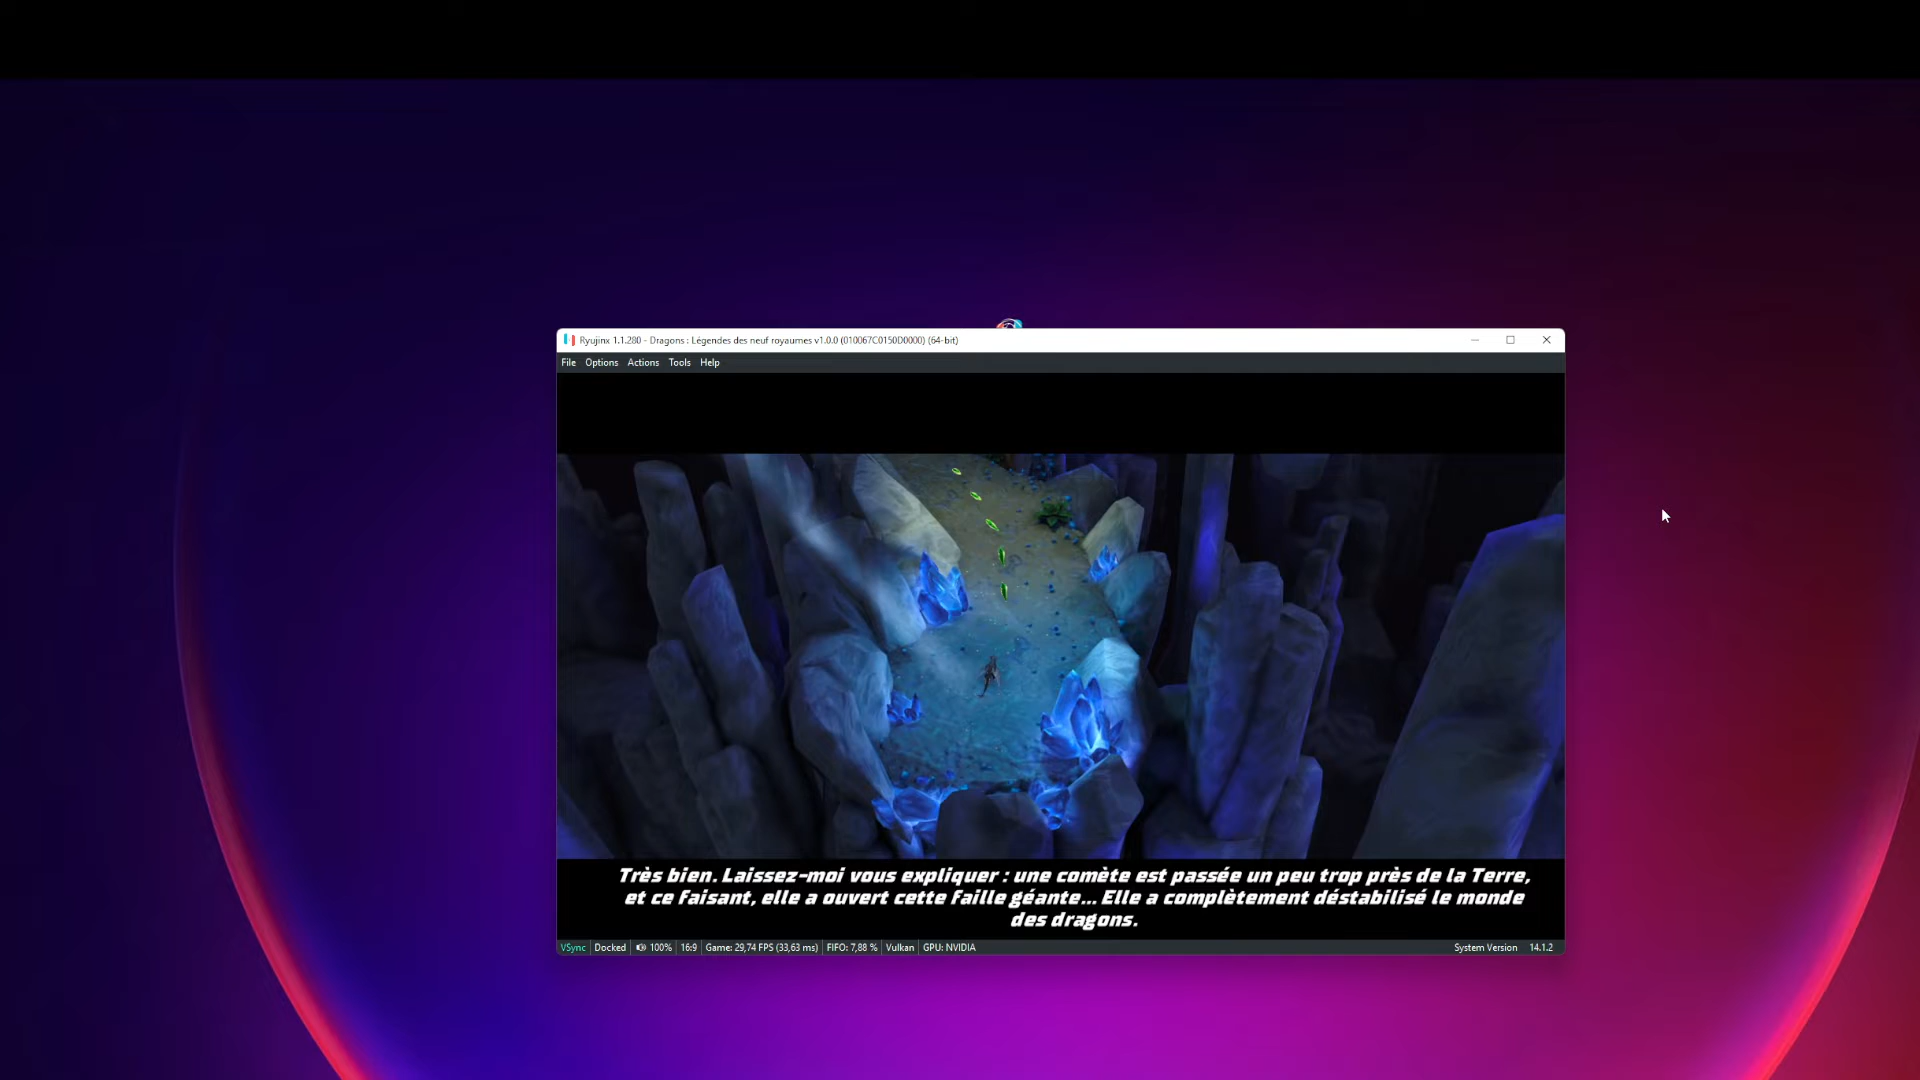 Ryujinx 1.1.280 - Dragons : Légendes des neuf royaumes v1.0.0 (010067C0150D0000) (64-bit)
File Options Actions Tools Help
Très bien. Laissez-moi vous expliquer : une comète est passée un peu trop près de la Terre,
et ce faisant, elle a ouvert cette faille géante... Elle a complètement déstabilisé le monde
des dragons.
VSync Docked 100% 16:9 Game: 29,74 FPS (33,63 ms) FIFO: 7,88 % Vulkan GPU: NVIDIA System Version 14.1.2